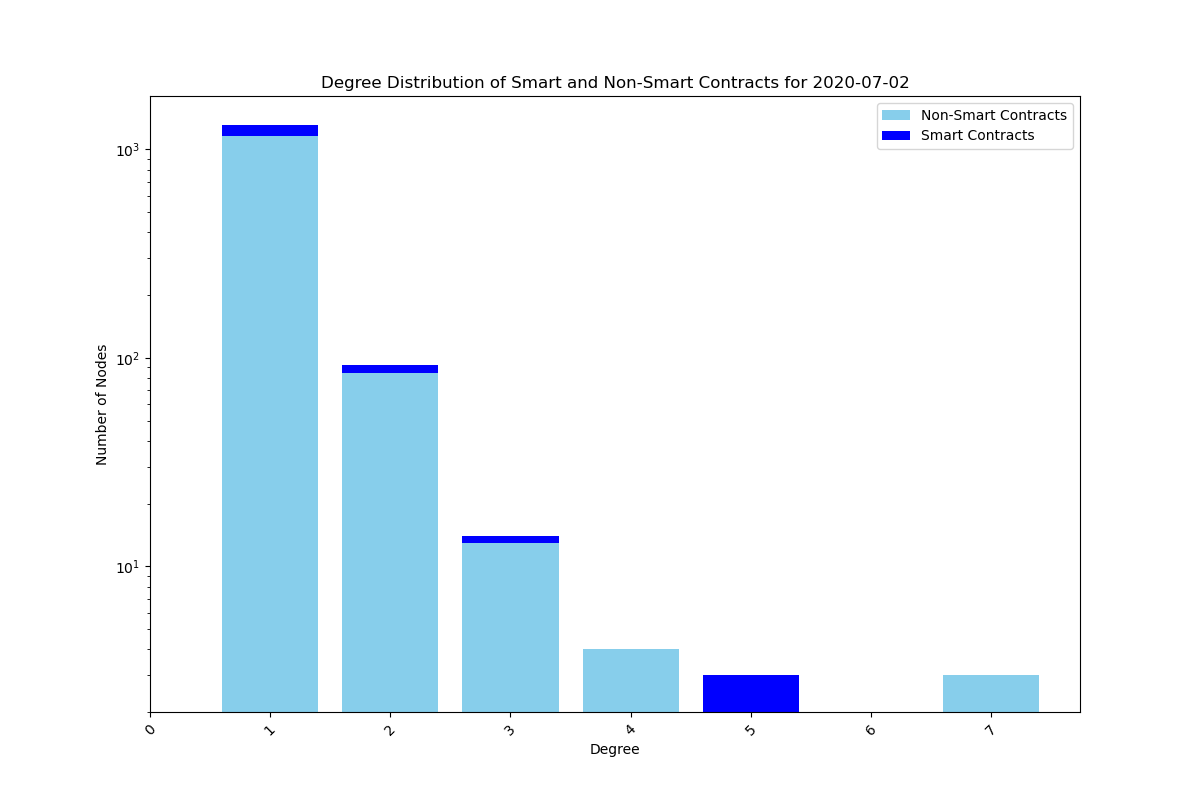 Degree Distribution of Smart and Non-Smart Contracts for 2020-07-02
Non-Smart Contracts
Smart Contracts
10³
10²
10¹
Number of Nodes
0 1 2 3 4 5 6 7
Degree